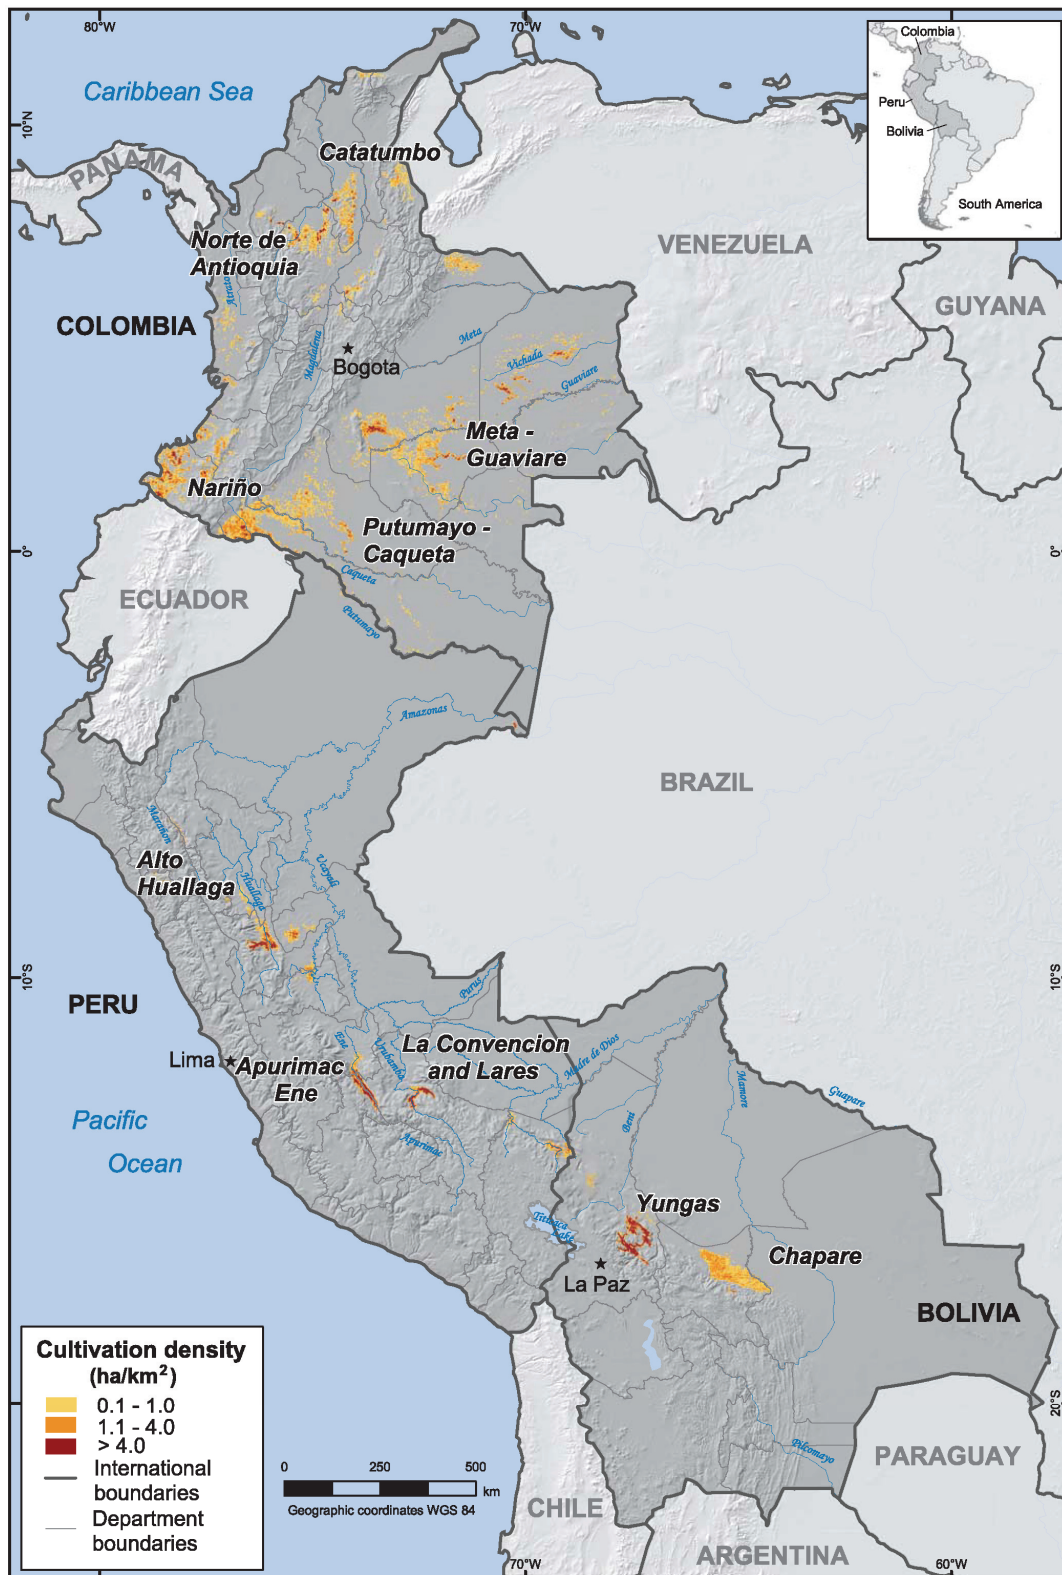 80°W
70°W
Colombia
Peru
Bolivia
South America
Caribbean Sea
10°N
PANAMA
Catatumbo
Norte de
Antioquia
Atrato
VENEZUELA
GUYANA
COLOMBIA
Magdalena
Bogota
Meta
Vichada
Guaviare
Meta -
Guaviare
Nariño
Putumayo -
Caqueta
0°
0°
Caqueta
ECUADOR
Putumayo
Amazonas
BRAZIL
Marañon
Alto
Huallaga
Huallaga
Ucayali
10°S
10°S
PERU
Purus
Lima
Ene
Urubamba
La Convencion
and Lares
Madre de Dios
Apurimac
Ene
Mamore
Guapare
Beni
Pacific
Ocean
Apurimac
Yungas
Titicaca
Lake
Chapare
La Paz
BOLIVIA
Cultivation density
(ha/km²)
0.1 - 1.0
1.1 - 4.0
> 4.0
International
boundaries
Department
boundaries
0 250 500
km
Geographic coordinates WGS 84
20°S
Pilcomayo
PARAGUAY
CHILE
ARGENTINA
70°W
60°W